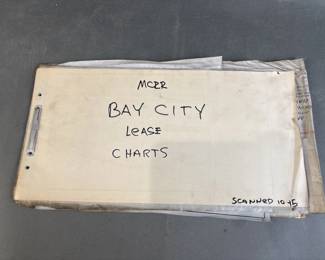 MCRR
BAY CITY
LEASE
CHARTS
SCANNED 10-15